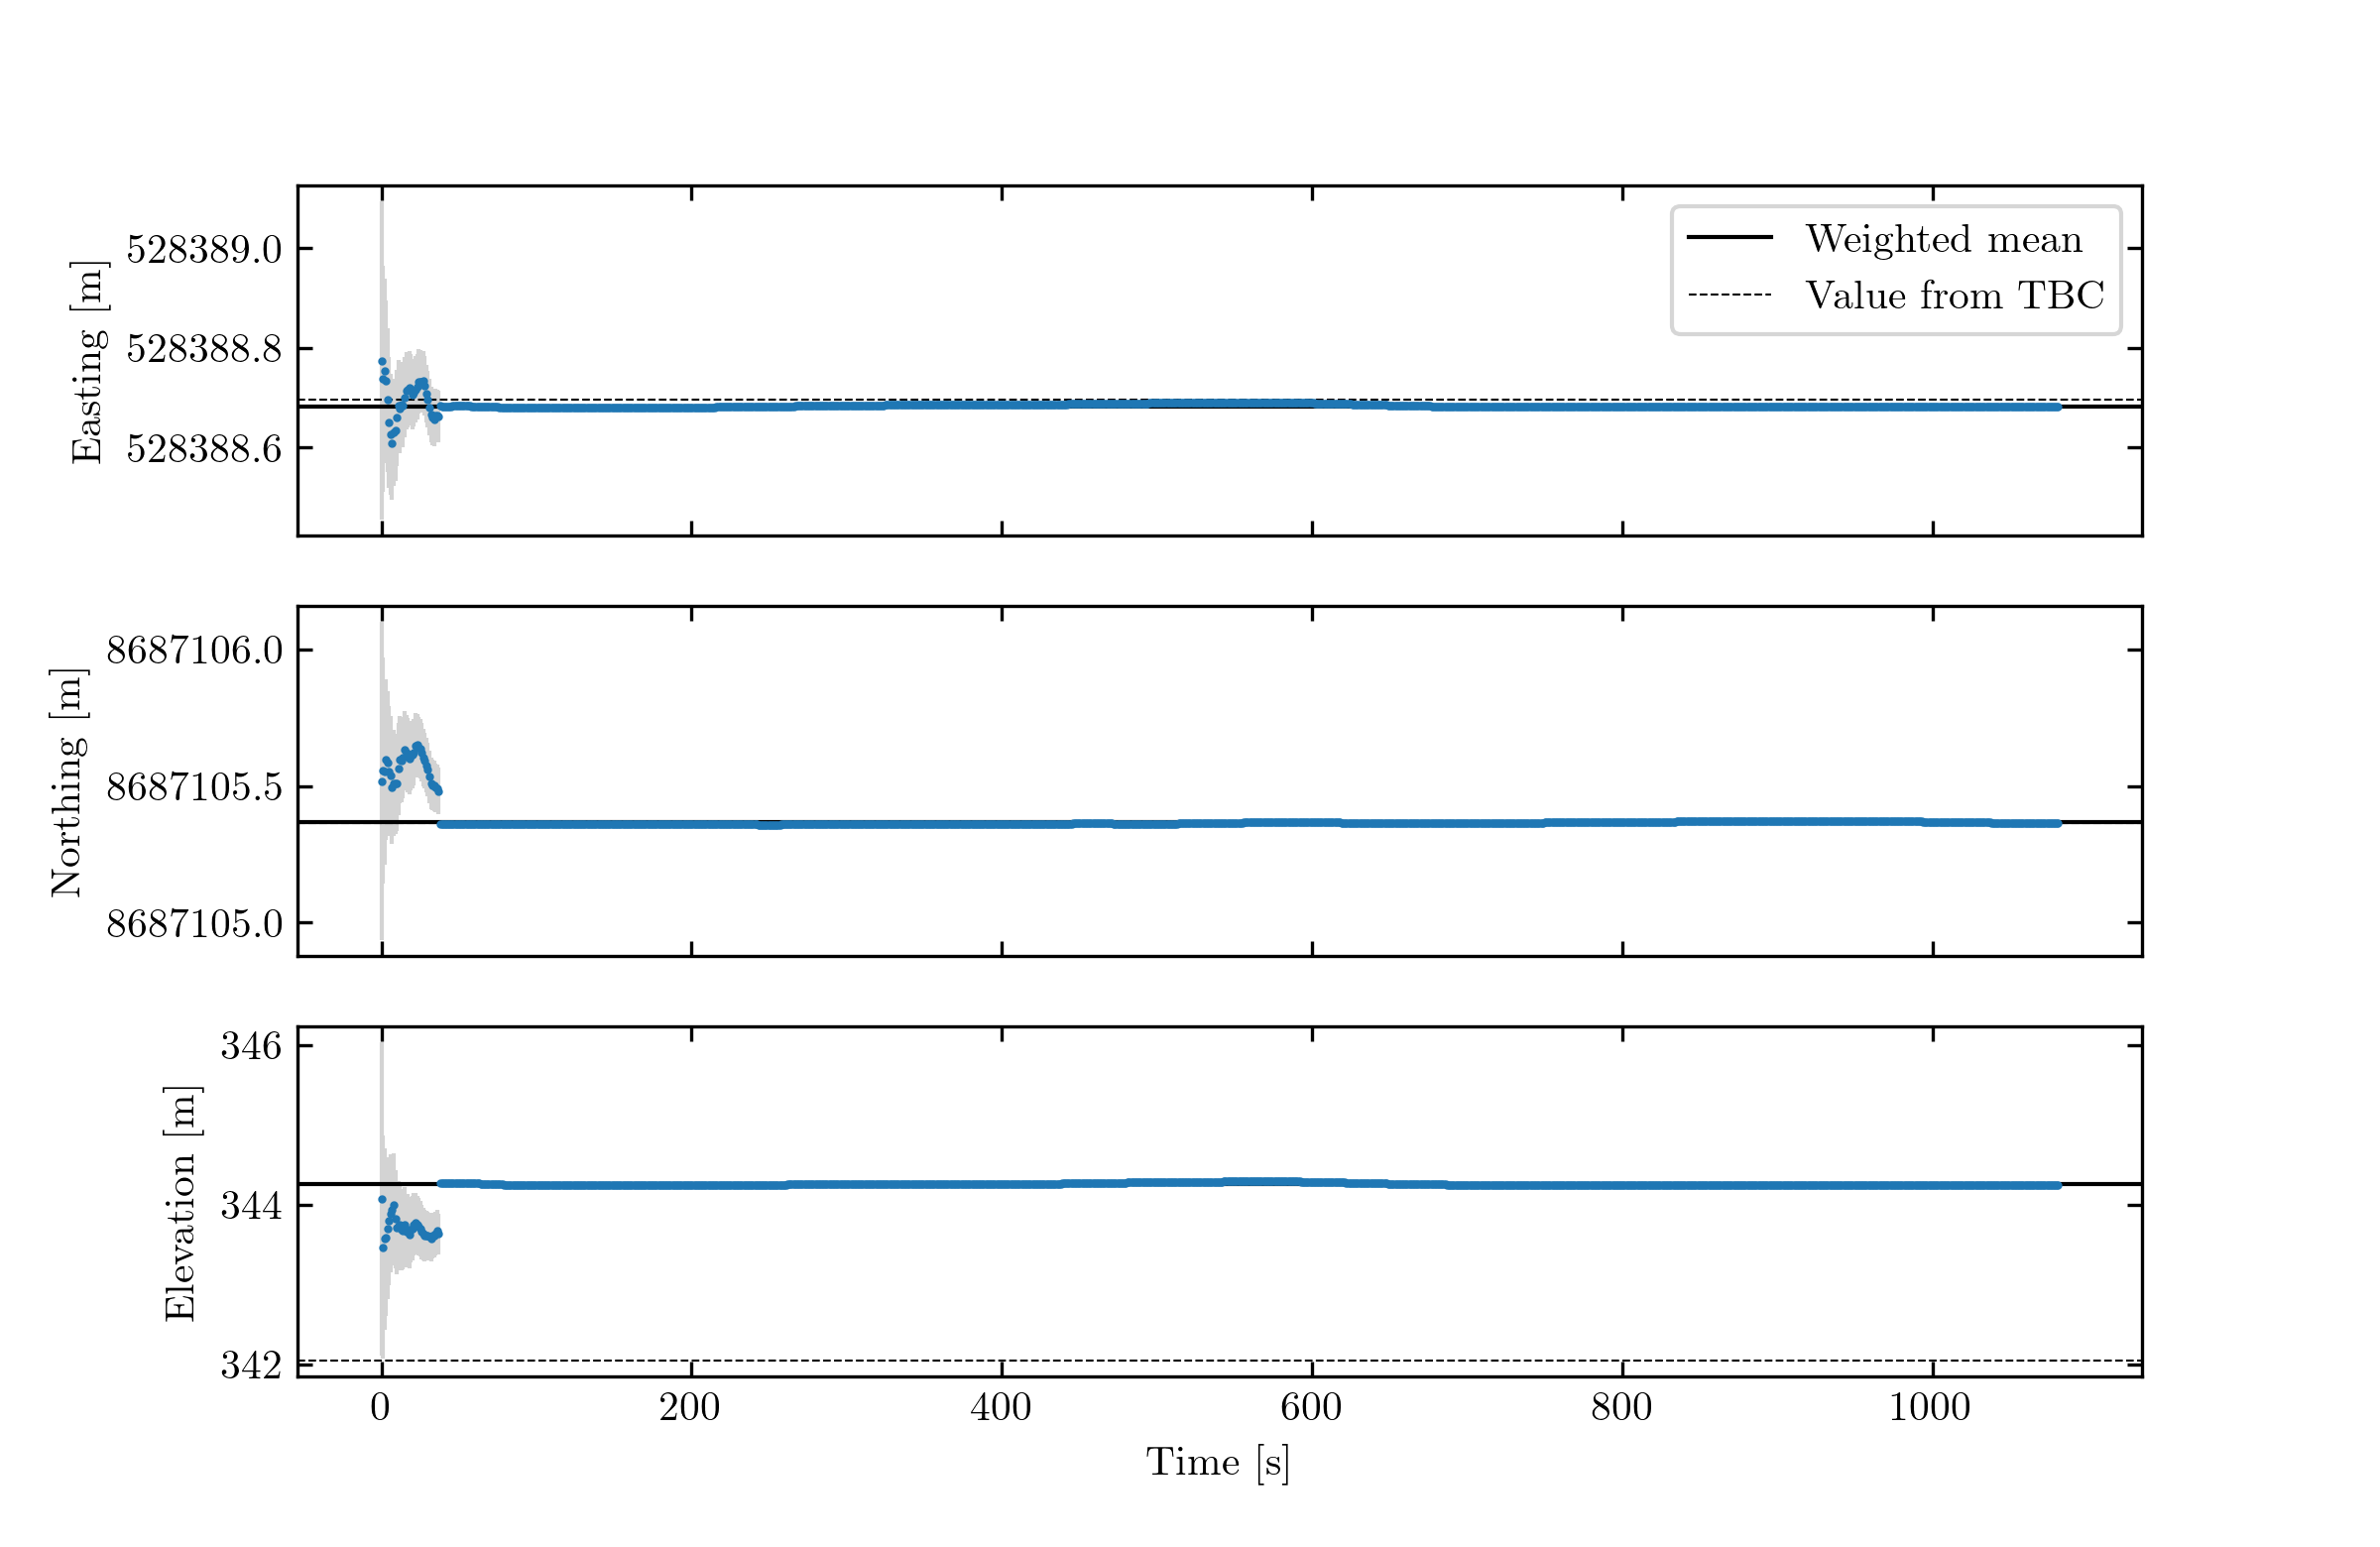 Easting [m]
528389.0
528388.8
528388.6
Weighted mean
Value from TBC
Northing [m]
8687106.0
8687105.5
8687105.0
Elevation [m]
346
344
342
0 200 400 600 800 1000
Time [s]